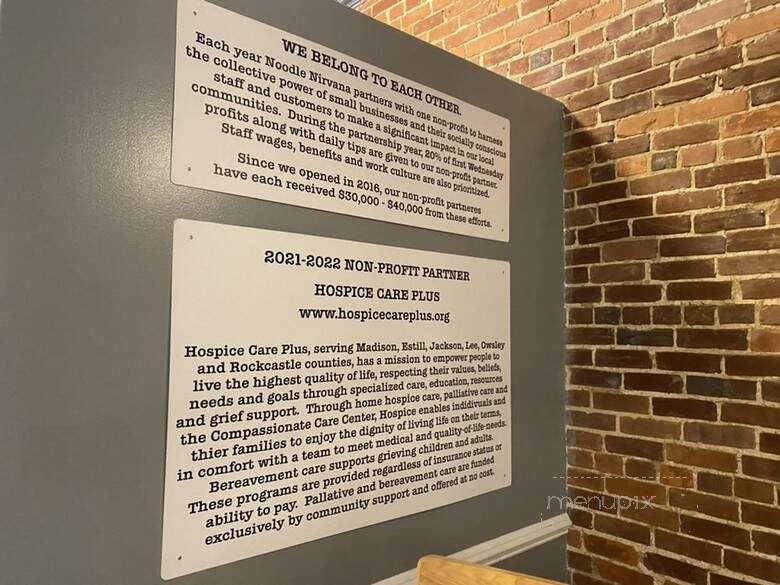 WE BELONG TO EACH OTHER.
Each year Noodle Nirvana partners with one non-profit to harness
the collective power of small businesses and their socially conscious
staff and customers to make a significant impact in our local
communities. During the partnership year, 20% of first Wednesday
profits along with daily tips are given to our non-profit partner.
Staff wages, benefits and work culture are also prioritized.
Since we opened in 2016, our non-profit partneres
have each received $30,000 - $40,000 from these efforts.
2021-2022 NON-PROFIT PARTNER
HOSPICE CARE PLUS
www.hospicecareplus.org
Hospice Care Plus, serving Madison, Estill, Jackson, Lee, Owsley
and Rockcastle counties, has a mission to empower people to
live the highest quality of life, respecting their values, beliefs,
needs and goals through specialized care, education, resources
and grief support. Through home hospice care, palliative care and
the Compassionate Care Center, Hospice enables indidivuals and
thier families to enjoy the dignity of living life on their terms,
in comfort with a team to meet medical and quality-of-life-needs.
Bereavement care supports grieving children and adults.
These programs are provided regardless of insurance status or
ability to pay. Pallative and bereavement care are funded
exclusively by community support and offered at no cost.
menupix